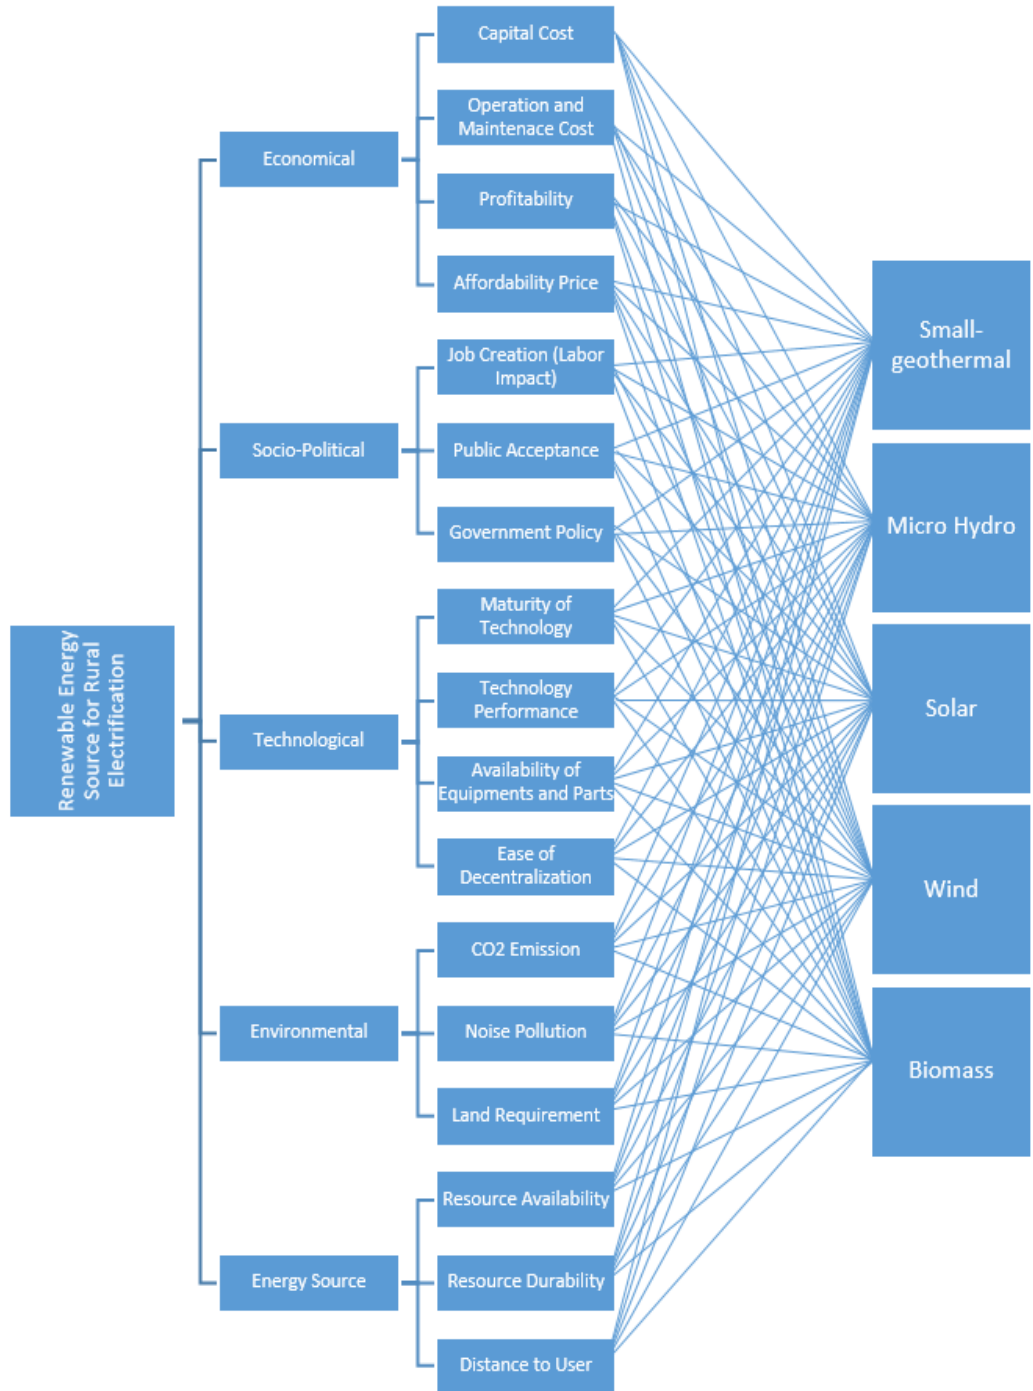 Renewable Energy
Source for Rural
Electrification
Economical
Socio-Political
Technological
Environmental
Energy Source
Capital Cost
Operation and
Maintenace Cost
Profitability
Affordability Price
Job Creation (Labor
Impact)
Public Acceptance
Government Policy
Maturity of
Technology
Technology
Performance
Availability of
Equipments and Parts
Ease of
Decentralization
CO2 Emission
Noise Pollution
Land Requirement
Resource Availability
Resource Durability
Distance to User
Small-
geothermal
Micro Hydro
Solar
Wind
Biomass